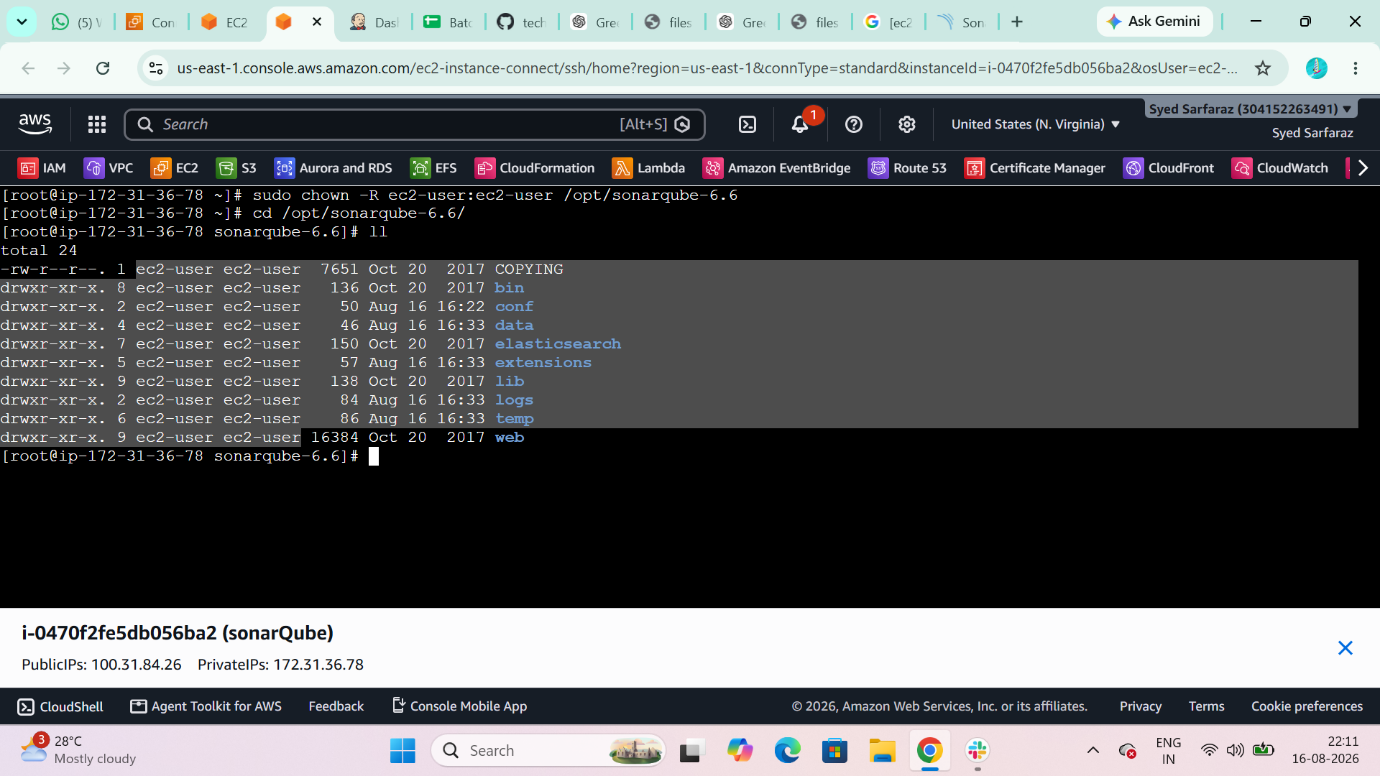 (5) W
Con
EC2
Das
Batc
tech
Gre
files
Gre
files
[ec2
Son
Ask Gemini
us-east-1.console.aws.amazon.com/ec2-instance-connect/ssh/home?region=us-east-1&connType=standard&instanceId=i-0470f2fe5db056ba2&osUser=ec2-...
aws
Search
[Alt+S]
1
United States (N. Virginia)
Syed Sarfaraz (304152263491)
Syed Sarfaraz
IAM VPC EC2 S3 Aurora and RDS EFS CloudFormation Lambda Amazon EventBridge Route 53 Certificate Manager CloudFront CloudWatch
[root@ip-172-31-36-78 ~]# sudo chown -R ec2-user:ec2-user /opt/sonarqube-6.6
[root@ip-172-31-36-78 ~]# cd /opt/sonarqube-6.6/
[root@ip-172-31-36-78 sonarqube-6.6]# ll
total 24
-rw-r--r--. 1 ec2-user ec2-user  7651 Oct 20  2017 COPYING
drwxr-xr-x. 8 ec2-user ec2-user   136 Oct 20  2017 bin
drwxr-xr-x. 2 ec2-user ec2-user    50 Aug 16 16:22 conf
drwxr-xr-x. 4 ec2-user ec2-user    46 Aug 16 16:33 data
drwxr-xr-x. 7 ec2-user ec2-user   150 Oct 20  2017 elasticsearch
drwxr-xr-x. 5 ec2-user ec2-user    57 Aug 16 16:33 extensions
drwxr-xr-x. 9 ec2-user ec2-user   138 Oct 20  2017 lib
drwxr-xr-x. 2 ec2-user ec2-user    84 Aug 16 16:33 logs
drwxr-xr-x. 6 ec2-user ec2-user    86 Aug 16 16:33 temp
drwxr-xr-x. 9 ec2-user ec2-user 16384 Oct 20  2017 web
[root@ip-172-31-36-78 sonarqube-6.6]#
i-0470f2fe5db056ba2 (sonarQube)
PublicIPs: 100.31.84.26 PrivateIPs: 172.31.36.78
CloudShell Agent Toolkit for AWS Feedback Console Mobile App © 2026, Amazon Web Services, Inc. or its affiliates. Privacy Terms Cookie preferences
3
28°C
Mostly cloudy
Search
ENG
IN
22:11
16-08-2026